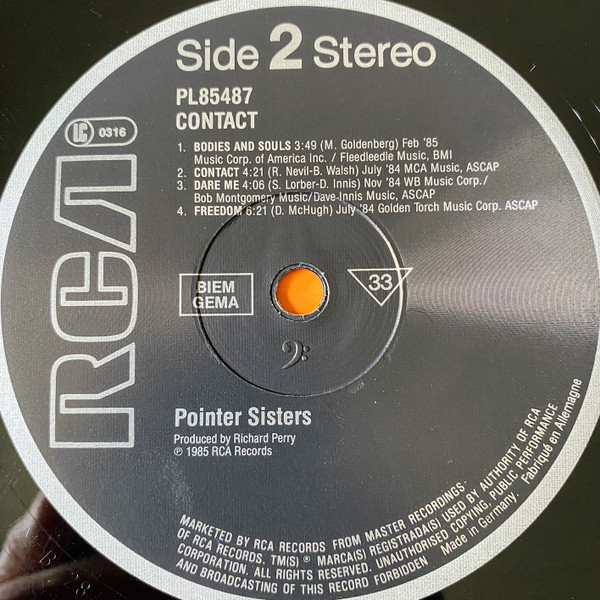 Side 2 Stereo
PL85487
CONTACT
LC 0316
1. BODIES AND SOULS 3:49 (M. Goldenberg) Feb '85
Music Corp. of America Inc. / Fleedleedle Music, BMI
2. CONTACT 4:21 (R. Nevil-B. Walsh) July '84 MCA Music, ASCAP
3. DARE ME 4:06 (S. Lorber-D. Innis) Nov '84 WB Music Corp./
Bob Montgomery Music/Dave Innis Music, ASCAP
4. FREEDOM 6:21 (D. McHugh) July '84 Golden Torch Music Corp. ASCAP
RCA
BIEM
GEMA
33
Pointer Sisters
Produced by Richard Perry
℗ 1985 RCA Records
MARKETED BY RCA RECORDS FROM MASTER RECORDINGS
OF RCA RECORDS. TM(S) ® MARCA(S) REGISTRADA(S) USED BY AUTHORITY OF RCA
CORPORATION. ALL RIGHTS RESERVED. UNAUTHORISED COPYING, PUBLIC PERFORMANCE
AND BROADCASTING OF THIS RECORD FORBIDDEN Made in Germany. Fabriqué en Allemagne